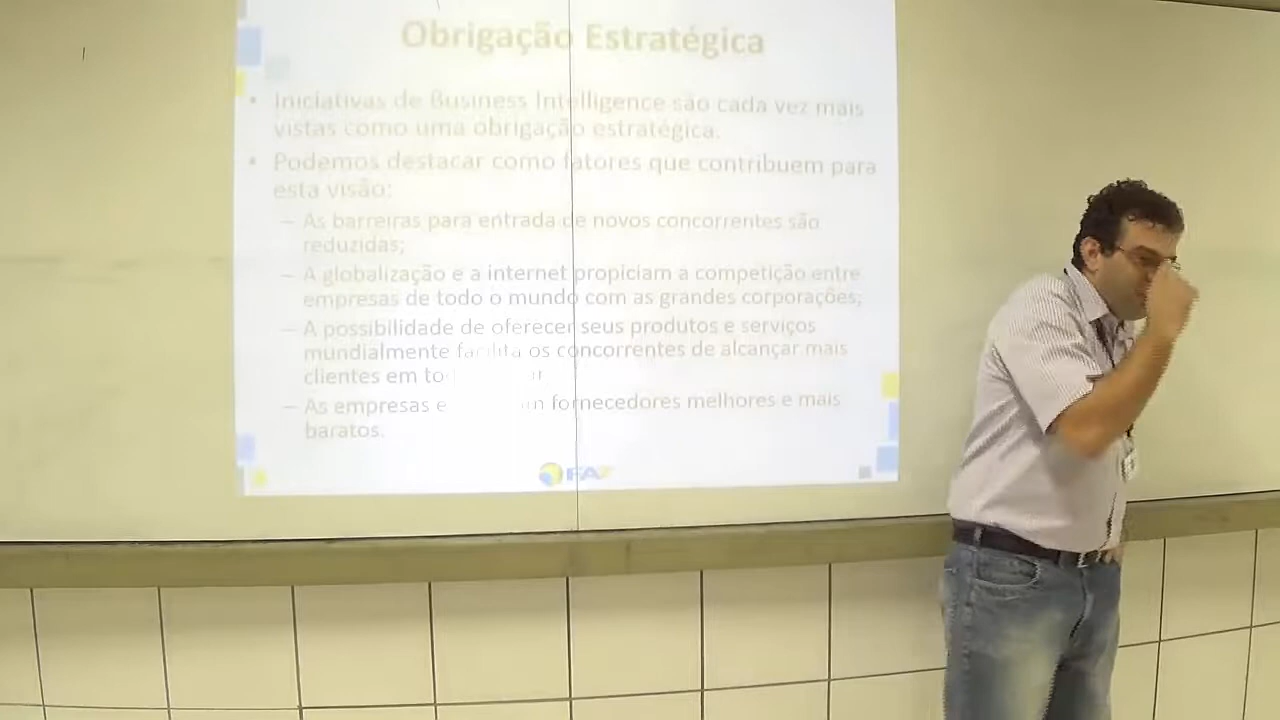 Obrigação Estratégica
• Iniciativas de Business Intelligence são cada vez mais
vistas como uma obrigação estratégica.
• Podemos destacar como fatores que contribuem para
esta visão:
– As barreiras para entrada de novos concorrentes são
reduzidas;
– A globalização e a internet propiciam a competição entre
empresas de todo o mundo com as grandes corporações;
– A possibilidade de oferecer seus produtos e serviços
mundialmente facilita os concorrentes de alcançar mais
clientes em
– As empresas fornecedores melhores e mais
baratos.
FA7